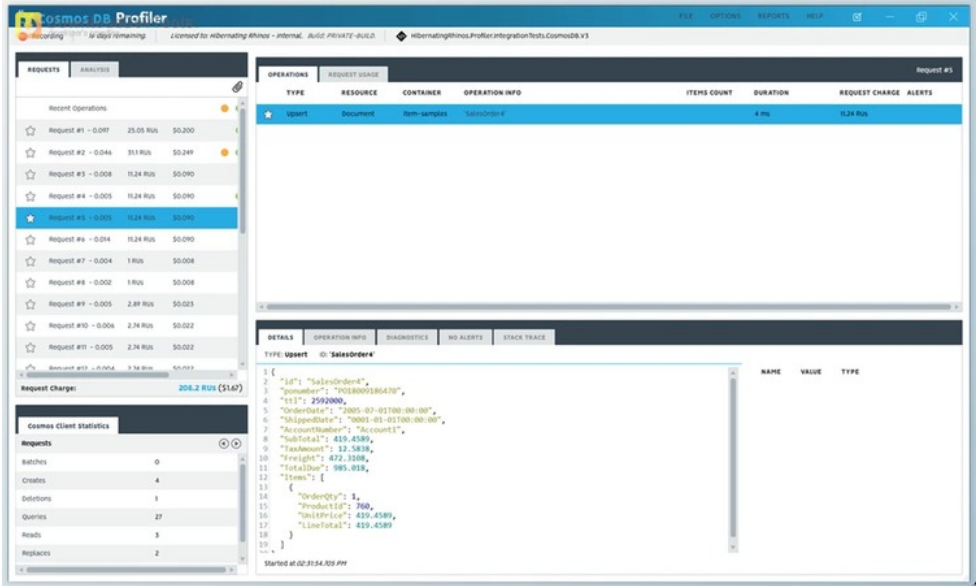 Cosmos DB Profiler
FILE OPTIONS REPORTS HELP
Recording
16 days remaining.
Licensed to: Hibernating Rhinos - Internal, Build: PRIVATE-BUILD.
HibernatingRhinos.Profiler.IntegrationTests.CosmosDB.V3
REQUESTS ANALYSIS
Recent Operations
Request #1 - 0.097 25.05 RUs $0.200
Request #2 - 0.046 31.1 RUs $0.249
Request #3 - 0.008 11.24 RUs $0.090
Request #4 - 0.005 11.24 RUs $0.090
Request #5 - 0.005 11.24 RUs $0.090
Request #6 - 0.014 11.24 RUs $0.090
Request #7 - 0.004 1 RUs $0.008
Request #8 - 0.002 1 RUs $0.008
Request #9 - 0.005 2.89 RUs $0.023
Request #10 - 0.006 2.74 RUs $0.022
Request #11 - 0.005 2.74 RUs $0.022
Request #12 - 0.004 2.74 RUs $0.022
Request Charge: 208.2 RUs ($1.67)
Cosmos Client Statistics
Requests
Batches 0
Creates 4
Deletions 1
Queries 27
Reads 3
Replaces 2
OPERATIONS REQUEST USAGE
Request #5
TYPE RESOURCE CONTAINER OPERATION INFO ITEMS COUNT DURATION REQUEST CHARGE ALERTS
Upsert Document item-samples 'SalesOrder4' 4 ms 11.24 RUs
DETAILS OPERATION INFO DIAGNOSTICS NO ALERTS STACK TRACE
TYPE: Upsert ID: 'SalesOrder4'
1 {
2 "id": "SalesOrder4",
3 "ponumber": "PO18009186470",
4 "ttl": 2592000,
5 "OrderDate": "2005-07-01T00:00:00",
6 "ShippedDate": "0001-01-01T00:00:00",
7 "AccountNumber": "Account1",
8 "SubTotal": 419.4589,
9 "TaxAmount": 12.5838,
10 "Freight": 472.3108,
11 "TotalDue": 985.018,
12 "Items": [
13 {
14 "OrderQty": 1,
15 "ProductId": 760,
16 "UnitPrice": 419.4589,
17 "LineTotal": 419.4589
18 }
19 ]
NAME VALUE TYPE
Started at 02:31:54.705 PM